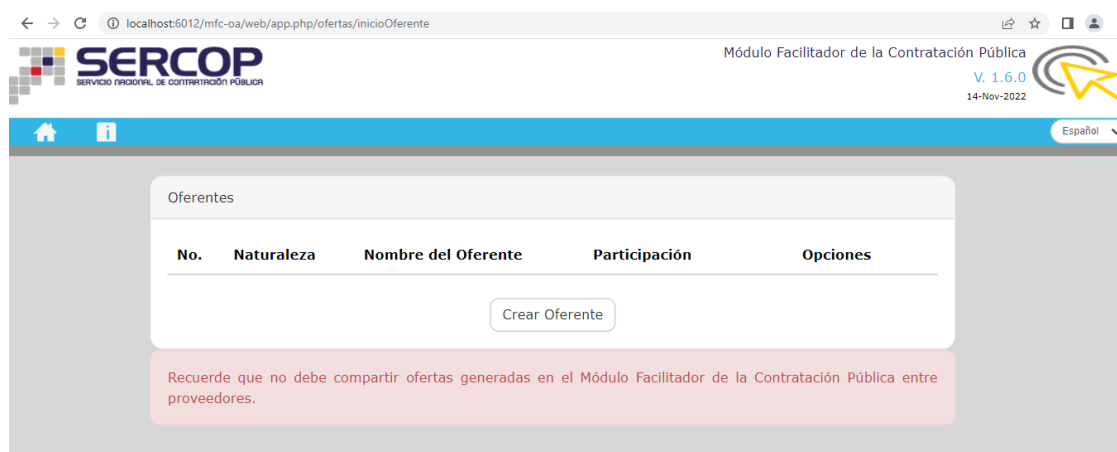 localhost:6012/mfc-oa/web/app.php/ofertas/inicioOferente
SERCOP
SERVICIO NACIONAL DE CONTRATACIÓN PÚBLICA
Módulo Facilitador de la Contratación Pública
V. 1.6.0
14-Nov-2022
Español
Oferentes
No. Naturaleza Nombre del Oferente Participación Opciones
Crear Oferente
Recuerde que no debe compartir ofertas generadas en el Módulo Facilitador de la Contratación Pública entre
proveedores.